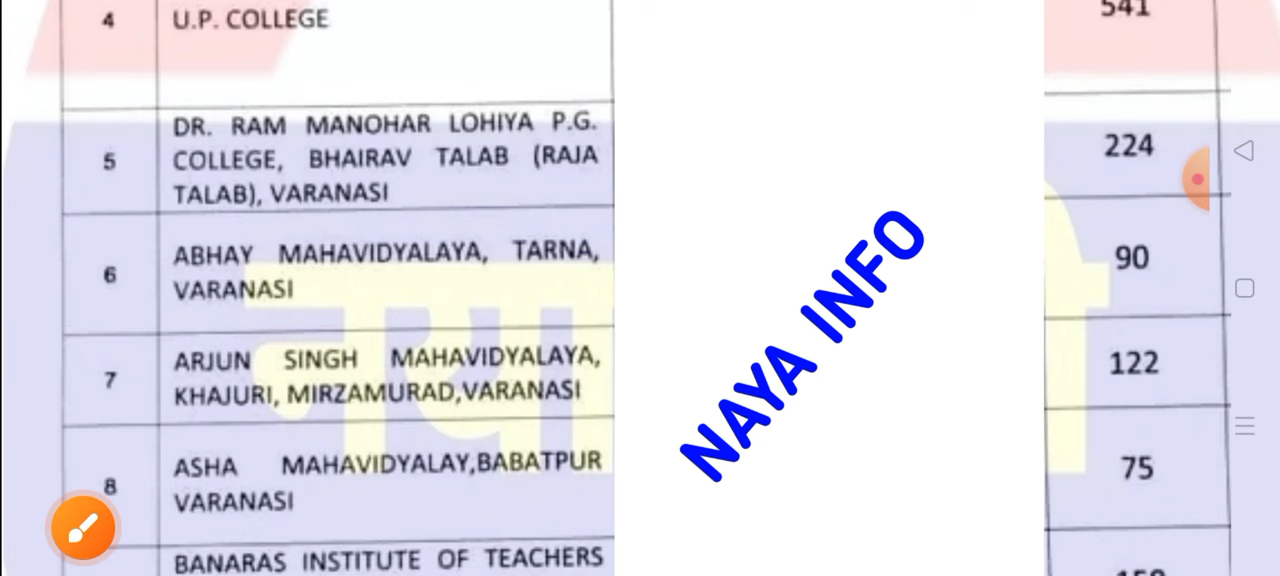 4 U.P. COLLEGE 541
DR. RAM MANOHAR LOHIYA P.G.
5 COLLEGE, BHAIRAV TALAB (RAJA 224
TALAB), VARANASI
6 ABHAY MAHAVIDYALAYA, TARNA, 90
VARANASI
7 ARJUN SINGH MAHAVIDYALAYA, 122
KHAJURI, MIRZAMURAD,VARANASI
8 ASHA MAHAVIDYALAY,BABATPUR 75
VARANASI
BANARAS INSTITUTE OF TEACHERS
NAYA INFO